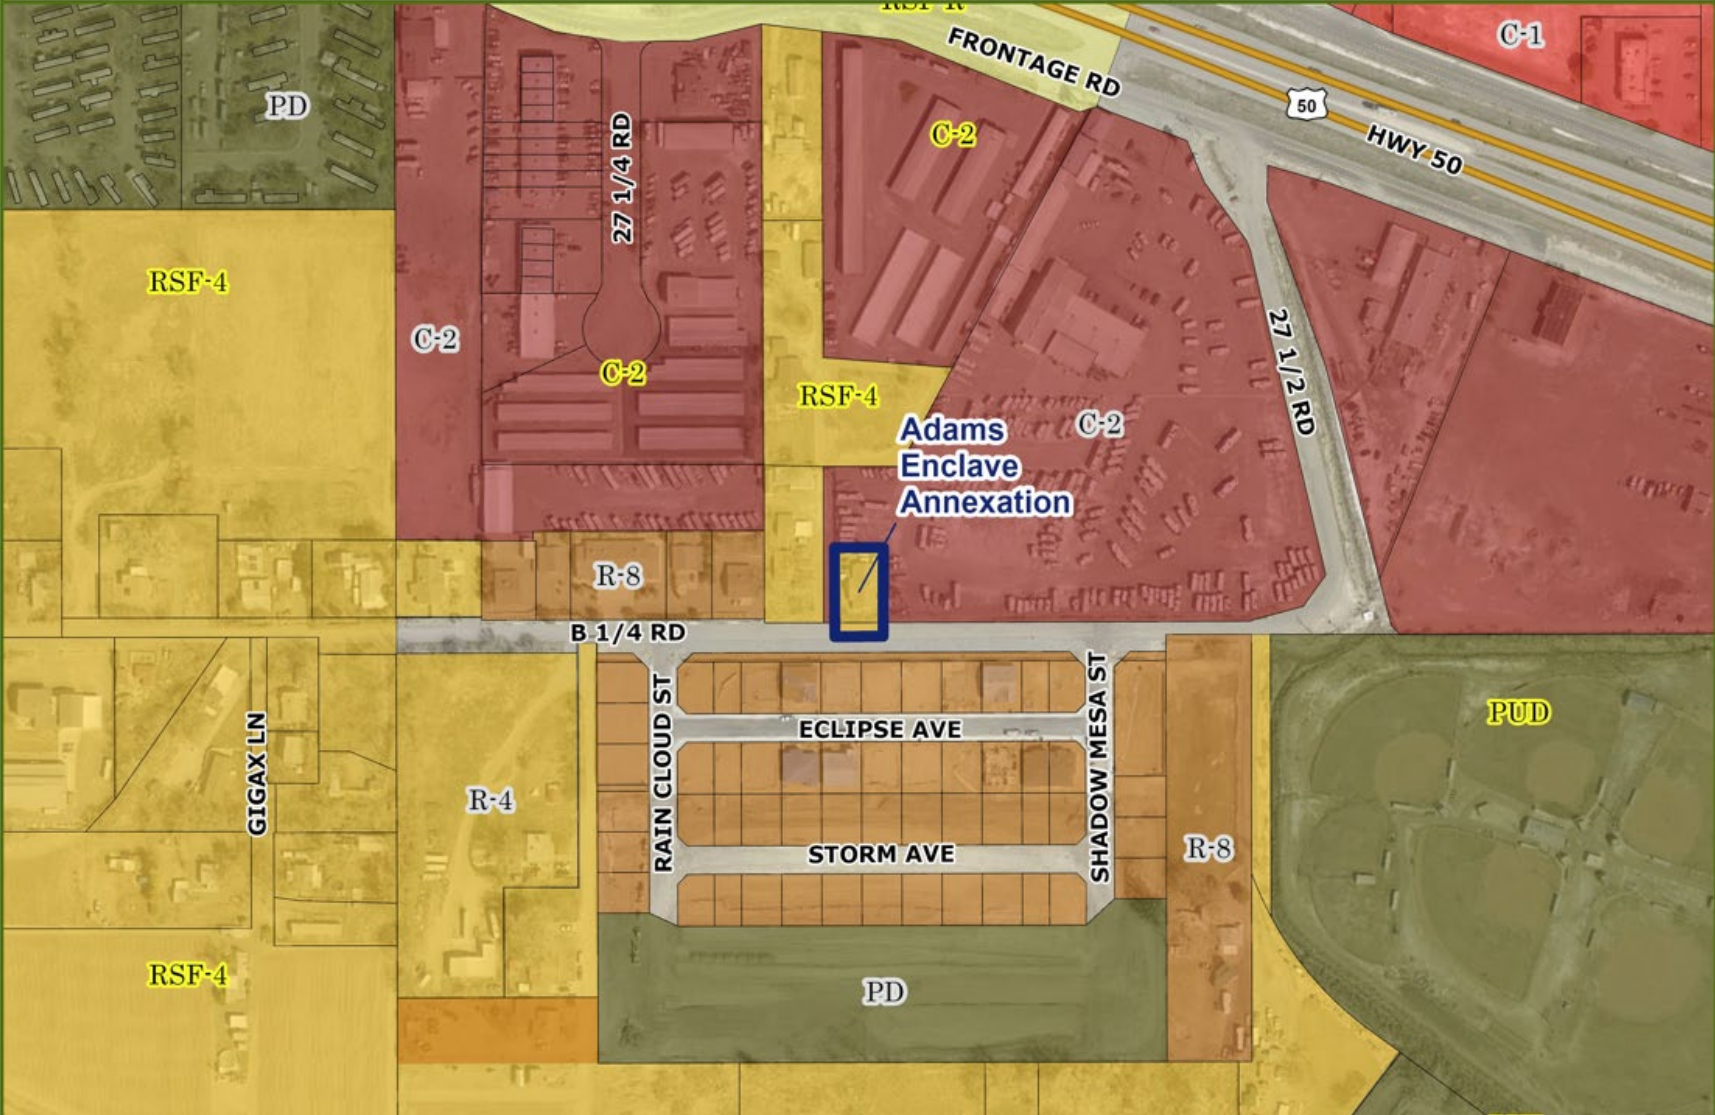 RSF-R
FRONTAGE RD
C-1
50
HWY 50
PD
27 1/4 RD
C-2
RSF-4
C-2
C-2
RSF-4
27 1/2 RD
C-2
Adams
Enclave
Annexation
R-8
B 1/4 RD
GIGAX LN
RAIN CLOUD ST
ECLIPSE AVE
SHADOW MESA ST
PUD
R-4
STORM AVE
R-8
RSF-4
PD